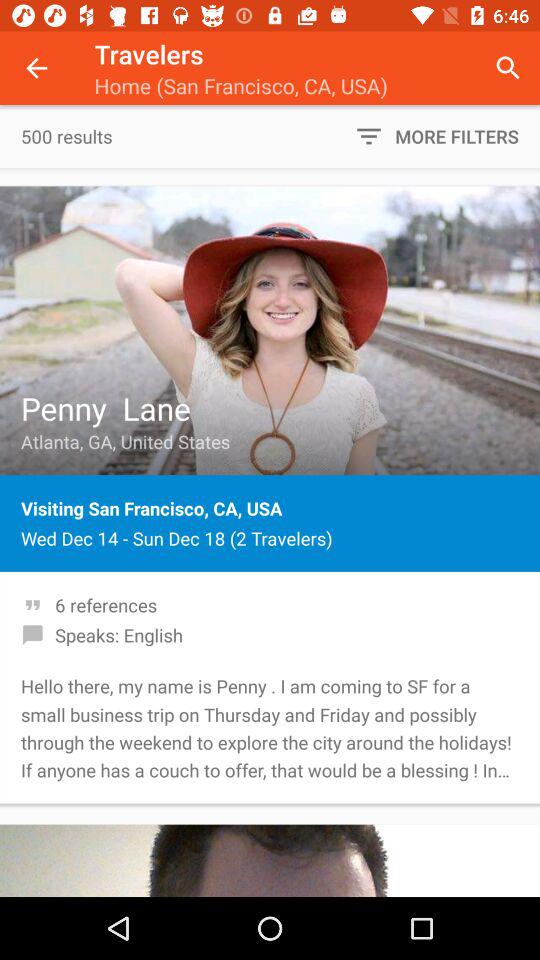 6:46
Travelers
Home (San Francisco, CA, USA)
500 results
MORE FILTERS
Penny Lane
Atlanta, GA, United States
Visiting San Francisco, CA, USA
Wed Dec 14 - Sun Dec 18 (2 Travelers)
6 references
Speaks: English
Hello there, my name is Penny . I am coming to SF for a
small business trip on Thursday and Friday and possibly
through the weekend to explore the city around the holidays!
If anyone has a couch to offer, that would be a blessing ! In...